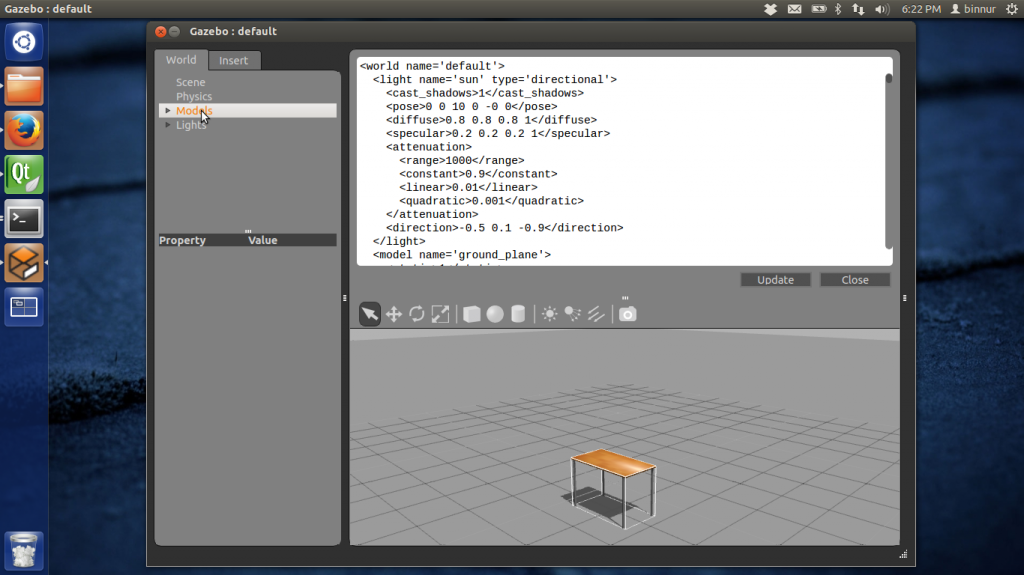 Gazebo : default
6:22 PM
binnur
Gazebo : default
World
Insert
Scene
Physics
Models
Lights
Property Value
<world name='default'>
<light name='sun' type='directional'>
<cast_shadows>1</cast_shadows>
<pose>0 0 10 0 -0 0</pose>
<diffuse>0.8 0.8 0.8 1</diffuse>
<specular>0.2 0.2 0.2 1</specular>
<attenuation>
<range>1000</range>
<constant>0.9</constant>
<linear>0.01</linear>
<quadratic>0.001</quadratic>
</attenuation>
<direction>-0.5 0.1 -0.9</direction>
</light>
<model name='ground_plane'>
Update
Close
Qt
>_